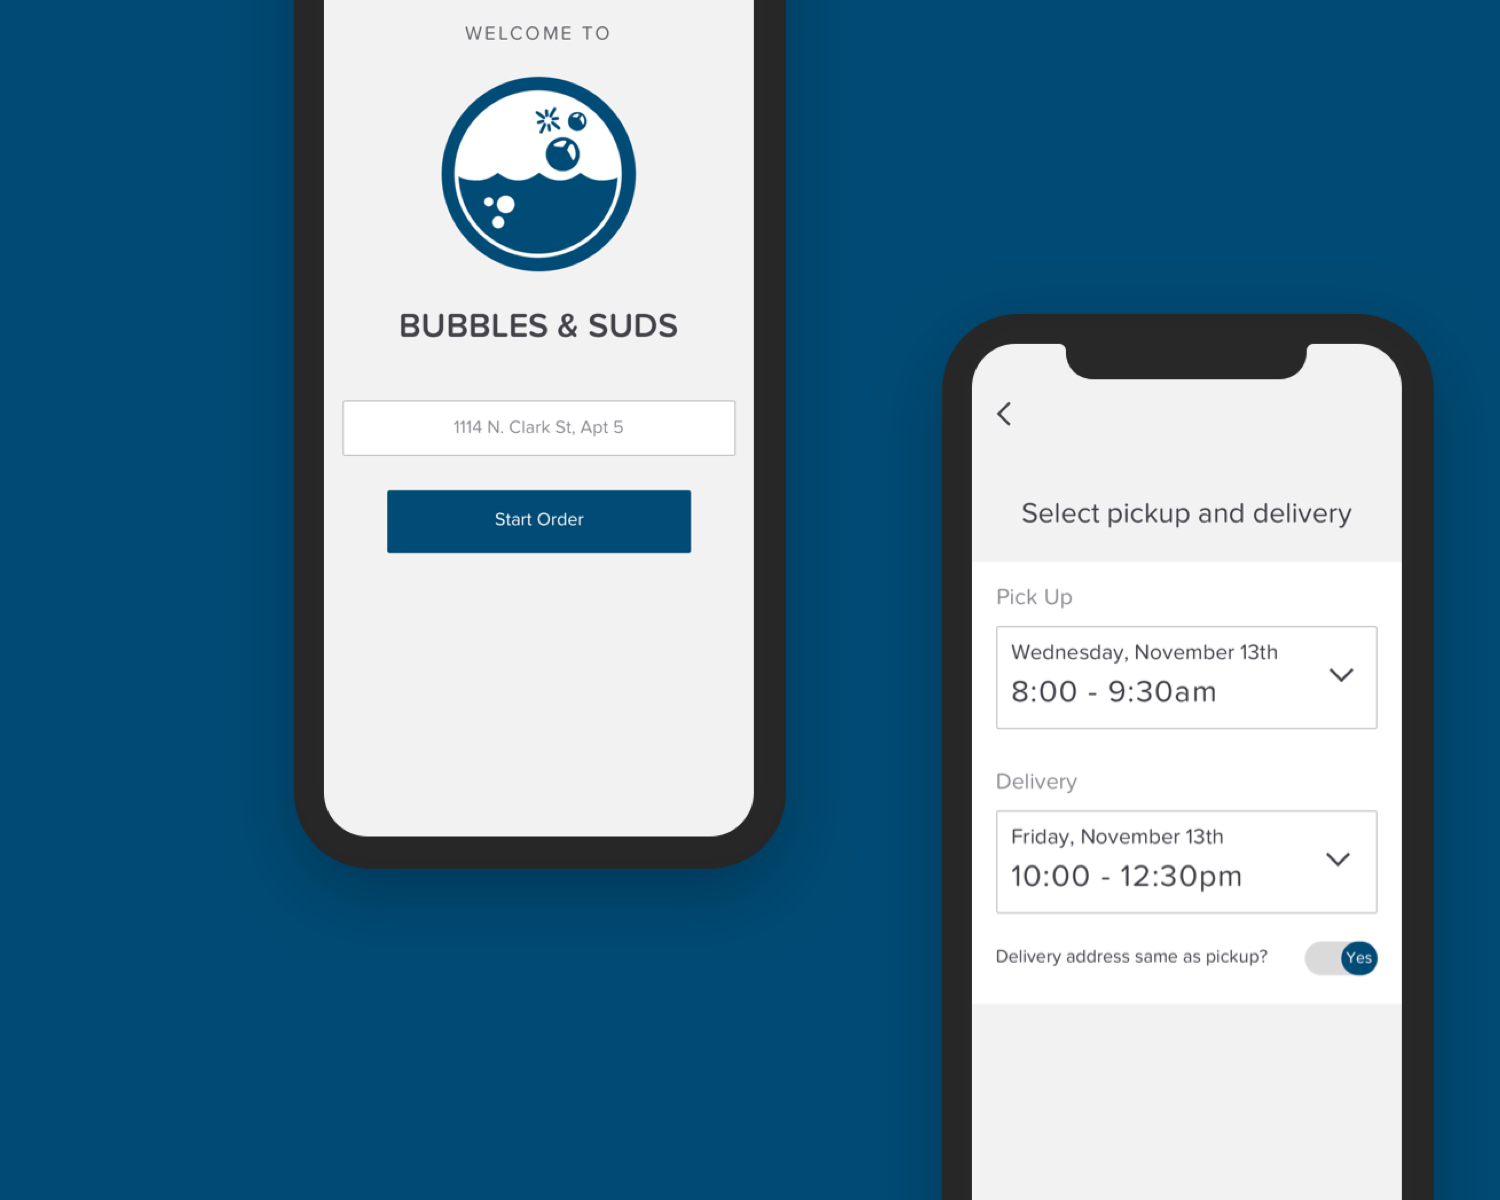 WELCOME TO
BUBBLES & SUDS
1114 N. Clark St, Apt 5
Start Order
Select pickup and delivery
Pick Up
Wednesday, November 13th
8:00 - 9:30am
Delivery
Friday, November 13th
10:00 - 12:30pm
Delivery address same as pickup?
Yes